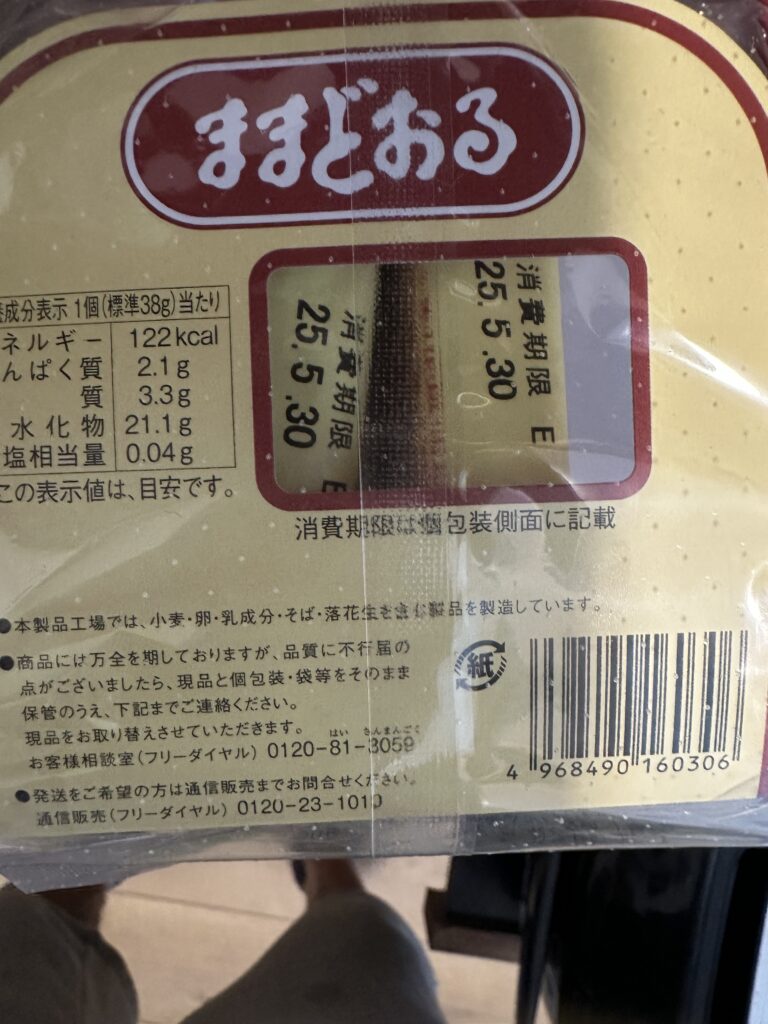 ままどおる
成分表示 1個(標準38g)当たり
ネルギー 122kcal
んぱく質 2.1g
質 3.3g
水化物 21.1g
塩相当量 0.04g
この表示値は、目安です。
消費期限 E
25.5.30
消費期限 E
25.5.30
消費期限は個包装側面に記載
●本製品工場では、小麦・卵・乳成分・そば・落花生を含む製品を製造しています。
●商品には万全を期しておりますが、品質に不行届の
点がございましたら、現品と個包装・袋等をそのまま
保管のうえ、下記までご連絡ください。
現品をお取り替えさせていただきます。
はい さんまんごく
お客様相談室(フリーダイヤル) 0120-81-3059
●発送をご希望の方は通信販売までお問合せください。
通信販売(フリーダイヤル) 0120-23-1010
紙
4 968490 160306